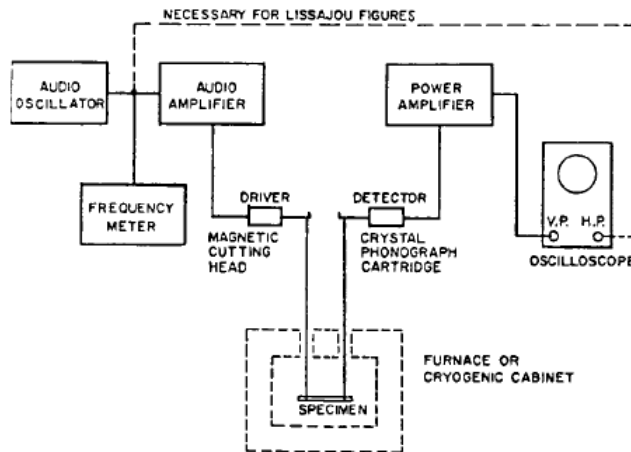 NECESSARY FOR LISSAJOU FIGURES
AUDIO
OSCILLATOR
AUDIO
AMPLIFIER
POWER
AMPLIFIER
FREQUENCY
METER
DRIVER
MAGNETIC
CUTTING
HEAD
DETECTOR
CRYSTAL
PHONOGRAPH
CARTRIDGE
V.P. H.P.
OSCILLOSCOPE
FURNACE OR
CRYOGENIC CABINET
SPECIMEN